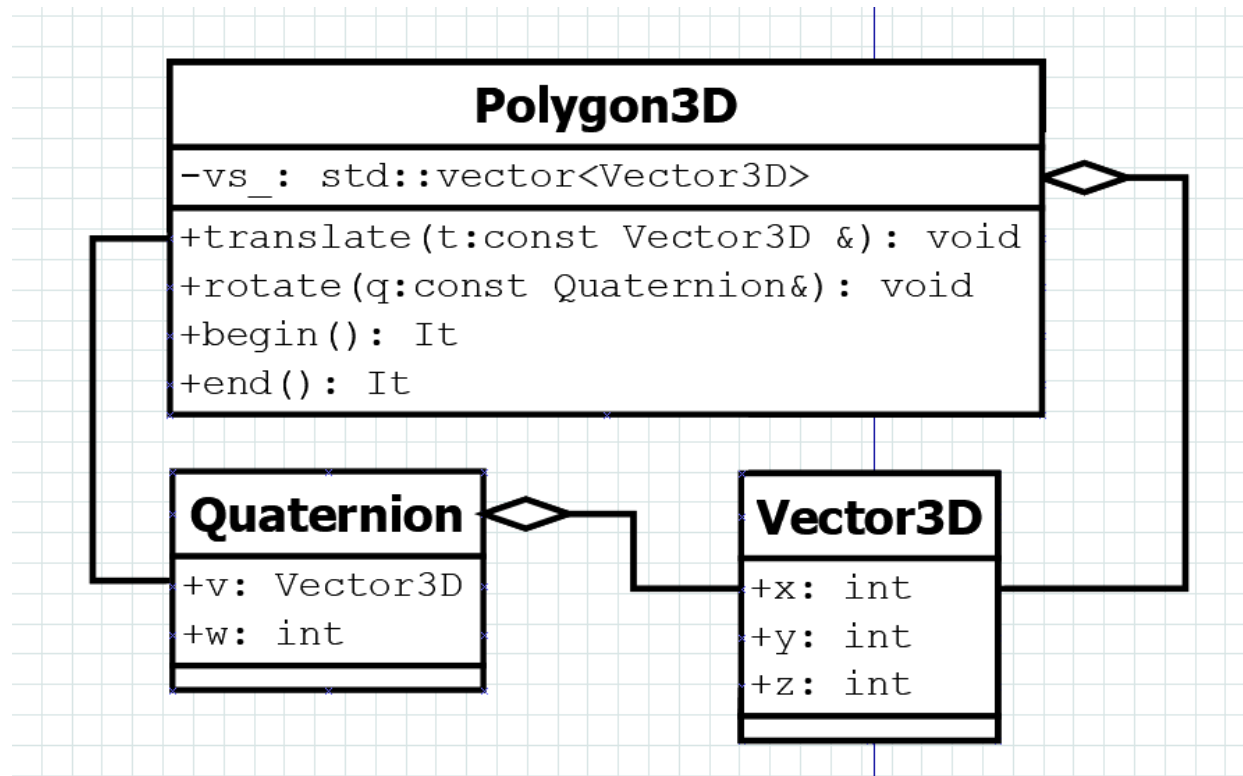 Polygon3D
-vs_: std::vector<Vector3D>
+translate(t:const Vector3D &): void
+rotate(q:const Quaternion&): void
+begin(): It
+end(): It
Quaternion
+v: Vector3D
+w: int
Vector3D
+x: int
+y: int
+z: int